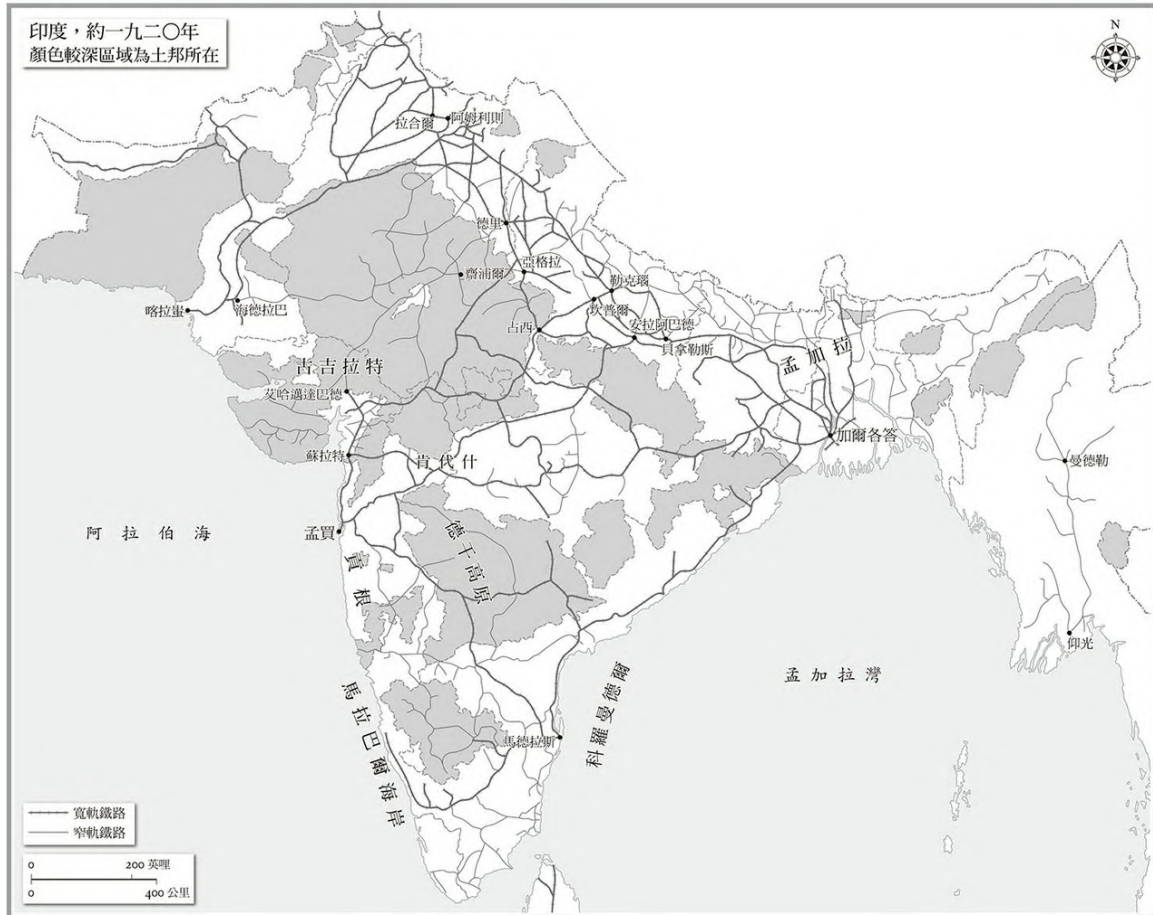 印度，約一九二〇年
顏色較深區域為土邦所在
N
拉合爾
阿姆利則
德里
亞格拉
齋浦爾
勒克瑙
坎普爾
喀拉蚩
海德拉巴
占西
安拉阿巴德
貝拿勒斯
孟加拉
古吉拉特
艾哈邁達巴德
加爾各答
蘇拉特
肯代什
曼德勒
阿拉伯海
孟買
德干高原
貢根
仰光
孟加拉灣
馬拉巴爾海岸
科羅曼德爾
馬德拉斯
寬軌鐵路
窄軌鐵路
0 200 英哩
0 400 公里